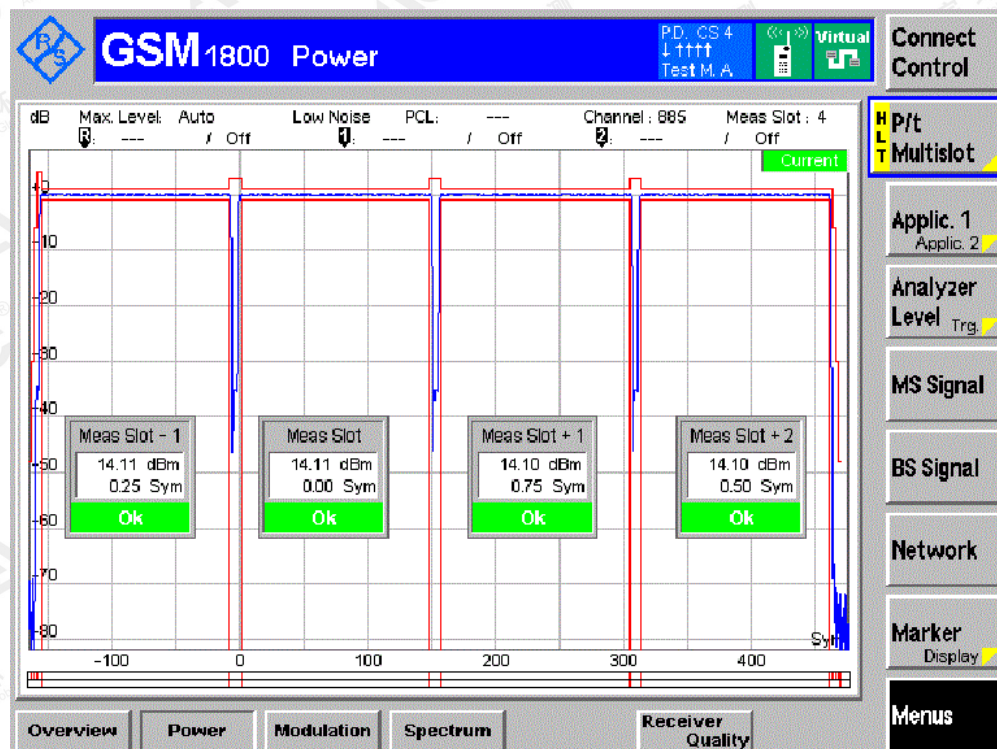 R/S
GSM 1800 Power
P.D. CS 4
↓ ↑↑↑↑
Test M. A
Virtual
Connect
Control
dB Max. Level: Auto Low Noise PCL: --- Channel : 885 Meas Slot : 4
R: --- / Off 1: --- / Off 2: --- / Off
HLT
P/t
Multislot
Current
+0
-10
-20
-30
-40
-50
-60
-70
-80
Applic. 1
Applic. 2
Analyzer
Level Trg.
MS Signal
Meas Slot - 1 Meas Slot Meas Slot + 1 Meas Slot + 2
14.11 dBm 14.11 dBm 14.10 dBm 14.10 dBm
0.25 Sym 0.00 Sym 0.75 Sym 0.50 Sym
Ok Ok Ok Ok
BS Signal
Network
Sym
-100 0 100 200 300 400
Marker
Display
Menus
Overview Power Modulation Spectrum Receiver
Quality